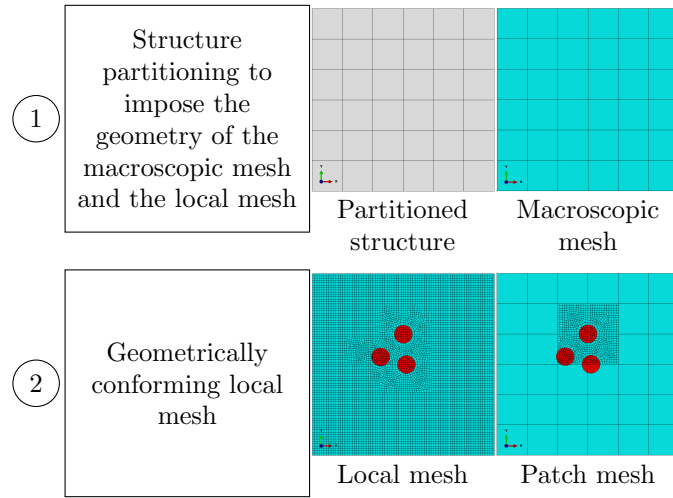 1
Structure
partitioning to
impose the
geometry of the
macroscopic mesh
and the local mesh
Partitioned
structure
Macroscopic
mesh
2
Geometrically
conforming local
mesh
Local mesh
Patch mesh